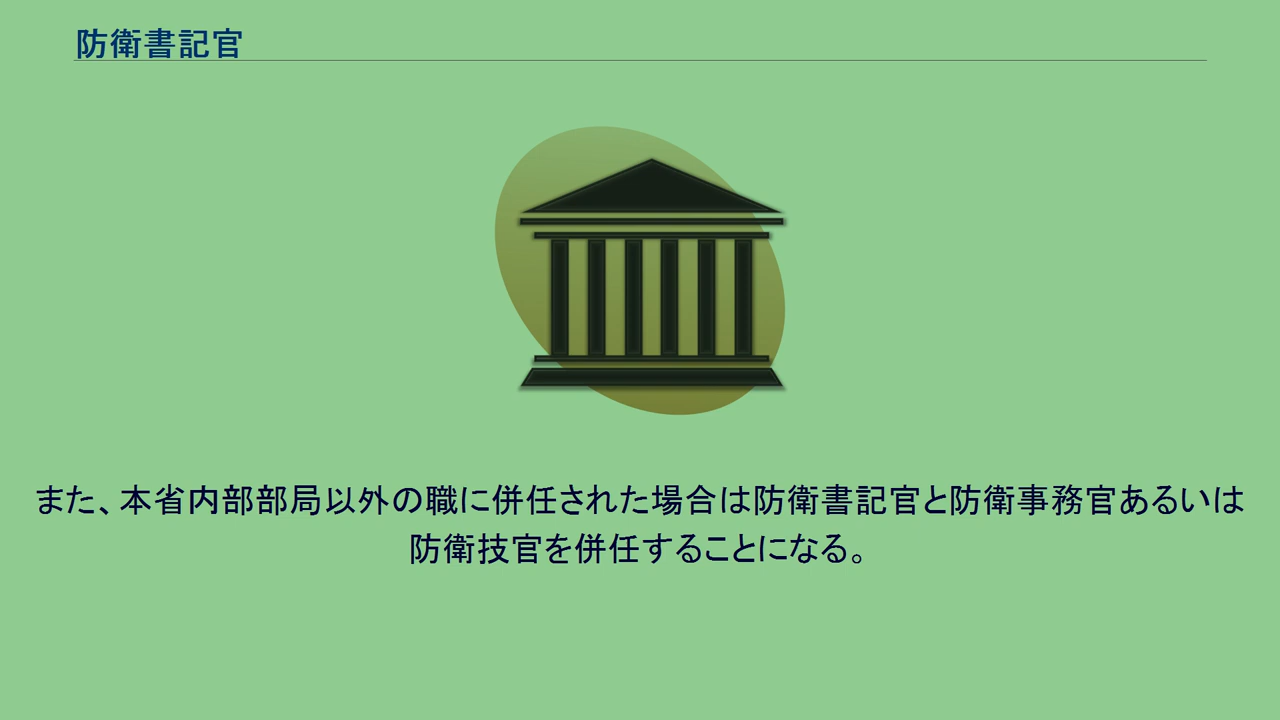 防衛書記官
また、本省内部部局以外の職に併任された場合は防衛書記官と防衛事務官あるいは
防衛技官を併任することになる。